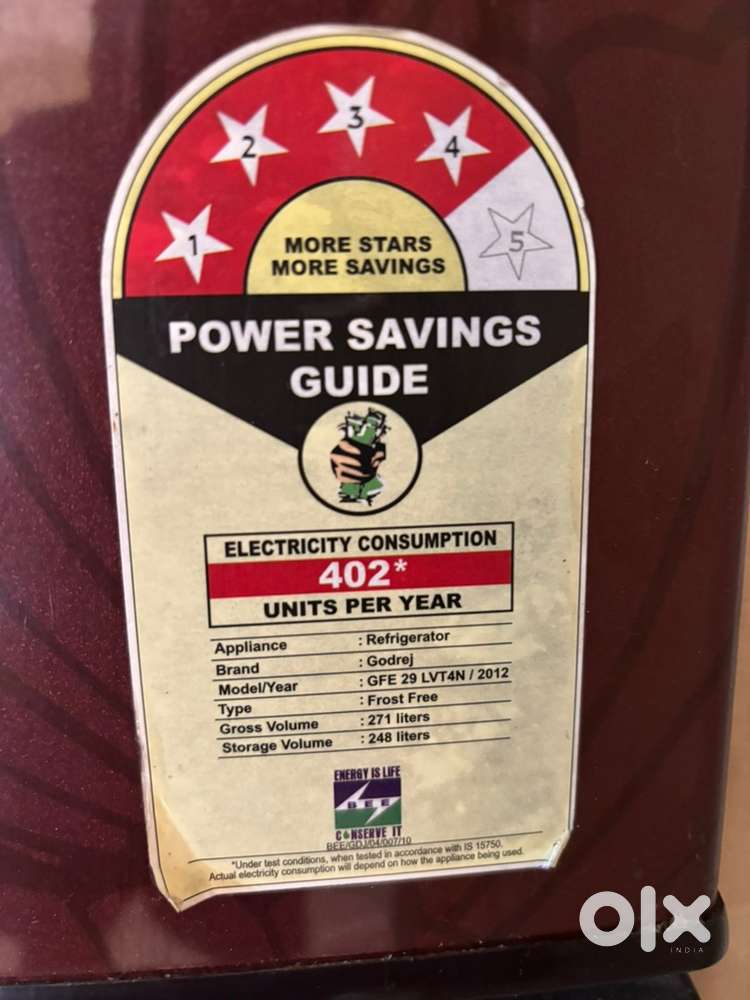 1 2 3 4 5
MORE STARS
MORE SAVINGS
POWER SAVINGS
GUIDE
ELECTRICITY CONSUMPTION
402*
UNITS PER YEAR
Appliance : Refrigerator
Brand : Godrej
Model/Year : GFE 29 LVT4N / 2012
Type : Frost Free
Gross Volume : 271 liters
Storage Volume : 248 liters
ENERGY IS LIFE
BEE
CONSERVE IT
BEE/GDJ/04/007/10
*Under test conditions, when tested in accordance with IS 15750.
Actual electricity consumption will depend on how the appliance being used.
olx
INDIA